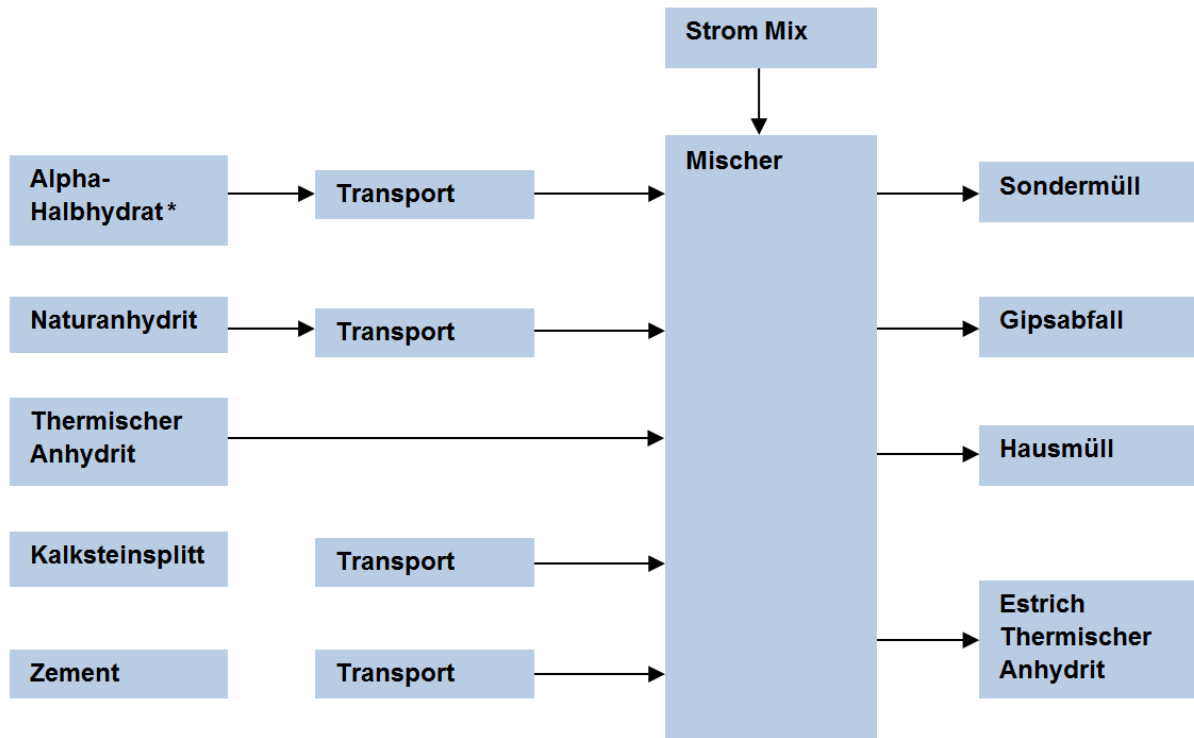 Strom Mix
Mischer
Alpha-
Halbhydrat *
Transport
Sondermüll
Naturanhydrit
Transport
Gipsabfall
Thermischer
Anhydrit
Hausmüll
Kalksteinsplitt
Transport
Estrich
Thermischer
Anhydrit
Zement
Transport